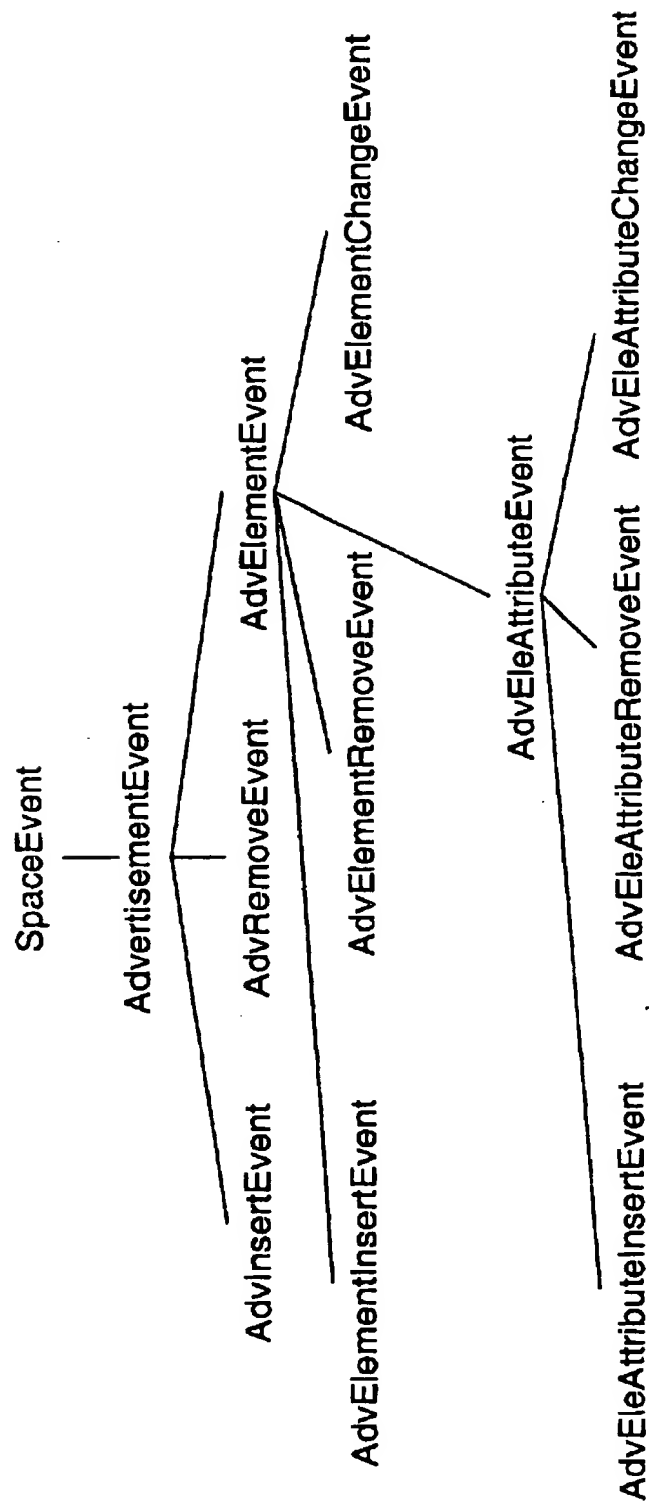 SpaceEvent
AdvertisementEvent
AdvInsertEvent AdvRemoveEvent AdvElementEvent
AdvElementInsertEvent AdvElementRemoveEvent AdvElementChangeEvent
AdvEleAttributeEvent
AdvEleAttributeInsertEvent AdvEleAttributeRemoveEvent AdvEleAttributeChangeEvent